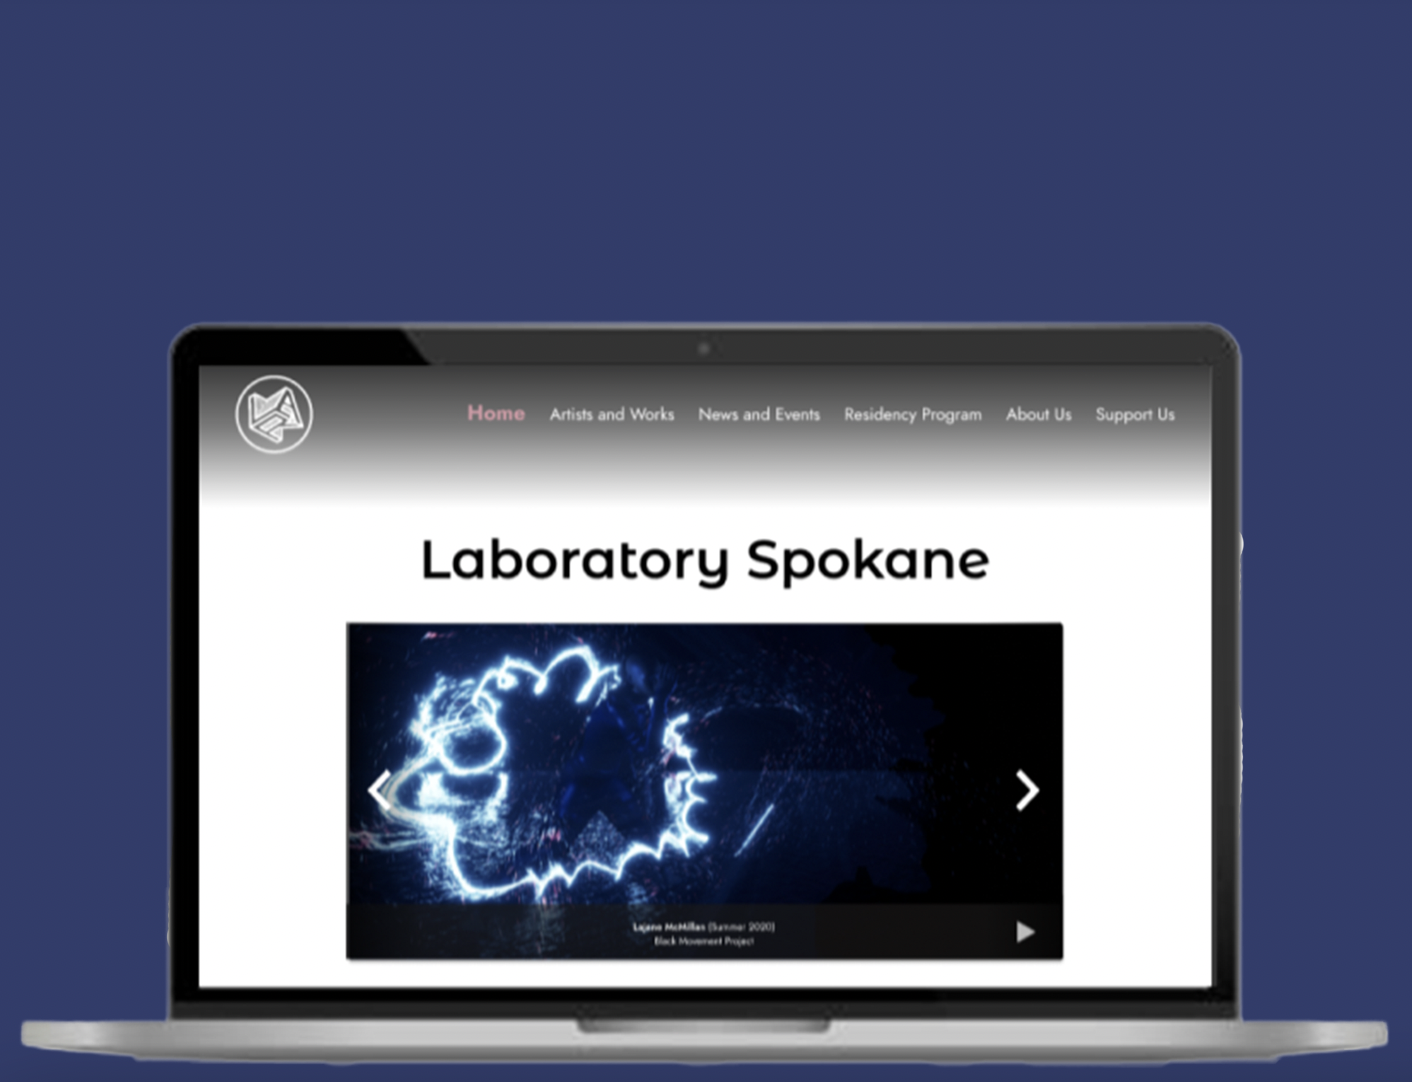 Home Artists and Works News and Events Residency Program About Us Support Us
Laboratory Spokane
Lajane McMillan (Summer 2020)
Black Movement Project